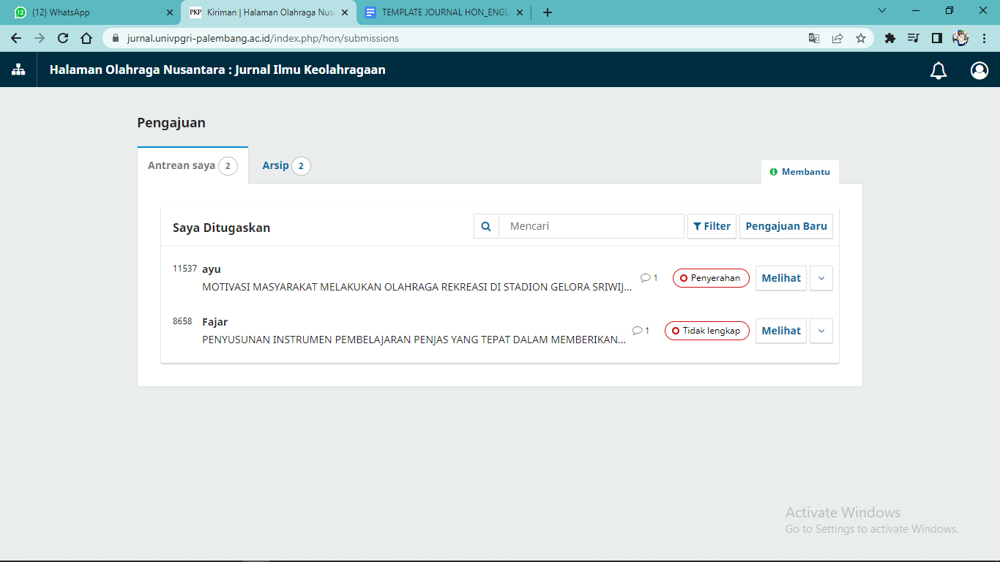 (12) WhatsApp
PKP Kiriman | Halaman Olahraga Nusa
TEMPLATE JOURNAL HON_ENGL
jurnal.univpgri-palembang.ac.id/index.php/hon/submissions
Halaman Olahraga Nusantara : Jurnal Ilmu Keolahragaan
Pengajuan
Antrean saya 2
Arsip 2
Membantu
Saya Ditugaskan
Mencari
Filter
Pengajuan Baru
11537 ayu
MOTIVASI MASYARAKAT MELAKUKAN OLAHRAGA REKREASI DI STADION GELORA SRIWIJ...
1
Penyerahan
Melihat
8658 Fajar
PENYUSUNAN INSTRUMEN PEMBELAJARAN PENJAS YANG TEPAT DALAM MEMBERIKAN...
1
Tidak lengkap
Melihat
Activate Windows
Go to Settings to activate Windows.